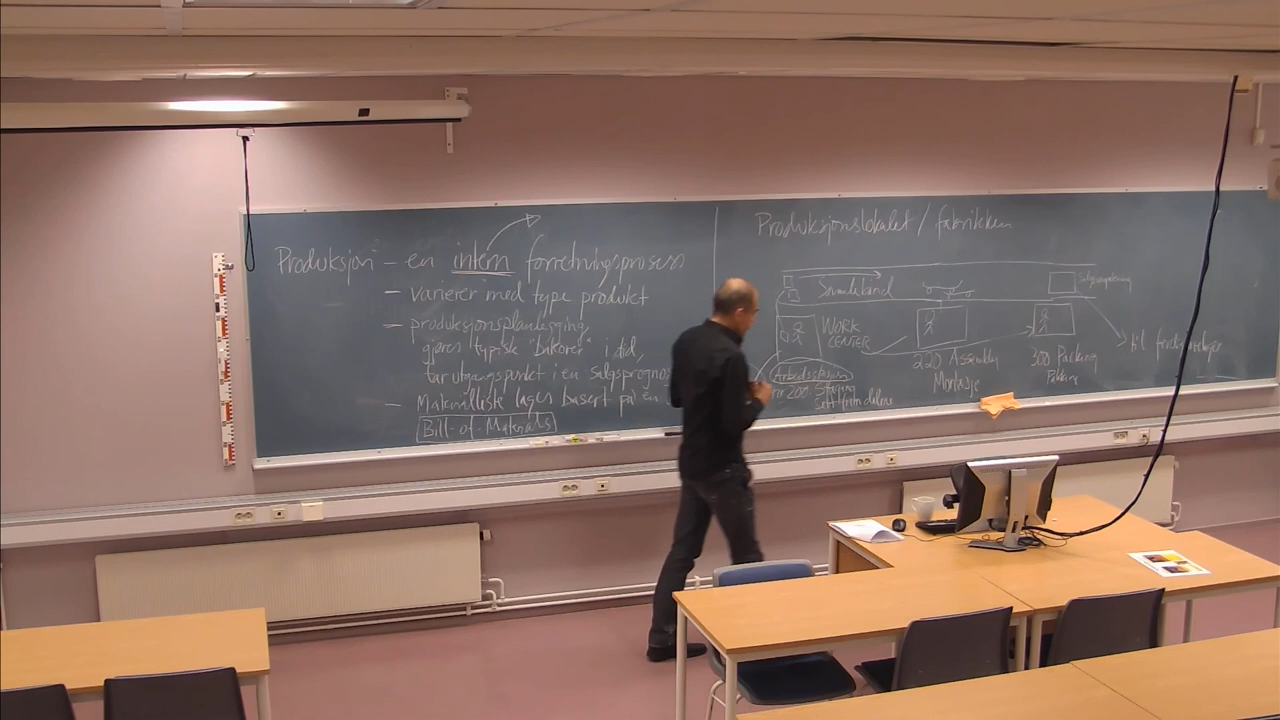 "Produksjon" - en intern forretningsprosess
- varierer med type produkt
- produksjonsplanlegging,
gjøres typisk "bakover" i tid,
tar utgangspunkt i en salgsprognose
- Materialliste lages basert på en
Bill-of-Materials
Produksjonslokalet / fabrikken
Samlebånd
WORK
CENTER
Arbeidsstasjon
200.
220 Assembly
Montasje
300 Packing
Pakking
til